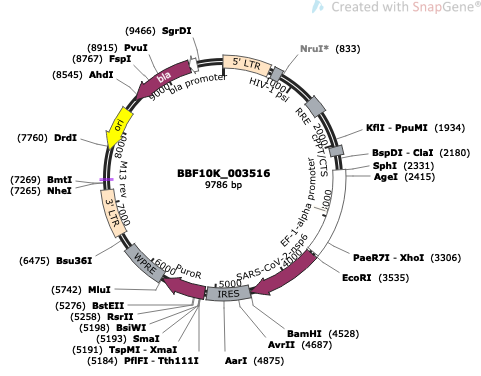 Created with SnapGene®
(9466) SgrDI
(8915) PvuI
(8767) FspI
(8545) AhdI
(7760) DrdI
(7269) BmtI
(7265) NheI
(6475) Bsu36I
(5742) MluI
(5276) BstEII
(5258) RsrII
(5198) BsiWI
(5193) SmaI
(5191) TspMI - XmaI
(5184) PflFI - Tth111I
NruI* (833)
KflI - PpuMI (1934)
BspDI - ClaI (2180)
SphI (2331)
AgeI (2415)
PaeR7I - XhoI (3306)
EcoRI (3535)
BamHI (4528)
AvrII (4687)
AarI (4875)
BBF10K_003516
9786 bp
5' LTR
HIV-1 psi
RRE
cPPT/CTS
EF-1-alpha promoter
SARS-CoV-2 nsp6
IRES
PuroR
WPRE
3' LTR
M13 rev
ori
bla
bla promoter
1000
2000
3000
4000
5000
6000
7000
8000
9000